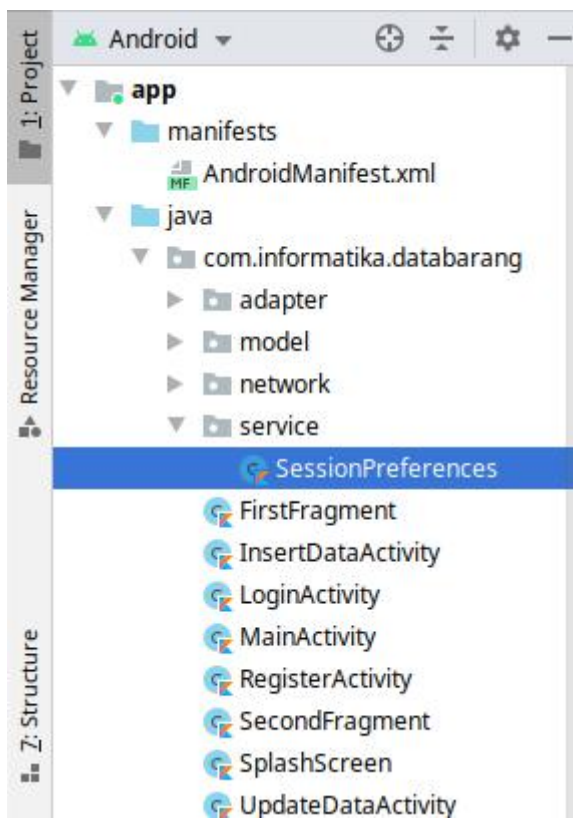 1: Project
Resource Manager
7: Structure
Android
app
manifests
MF AndroidManifest.xml
java
com.informatika.databarang
adapter
model
network
service
SessionPreferences
FirstFragment
InsertDataActivity
LoginActivity
MainActivity
RegisterActivity
SecondFragment
SplashScreen
UpdateDataActivity